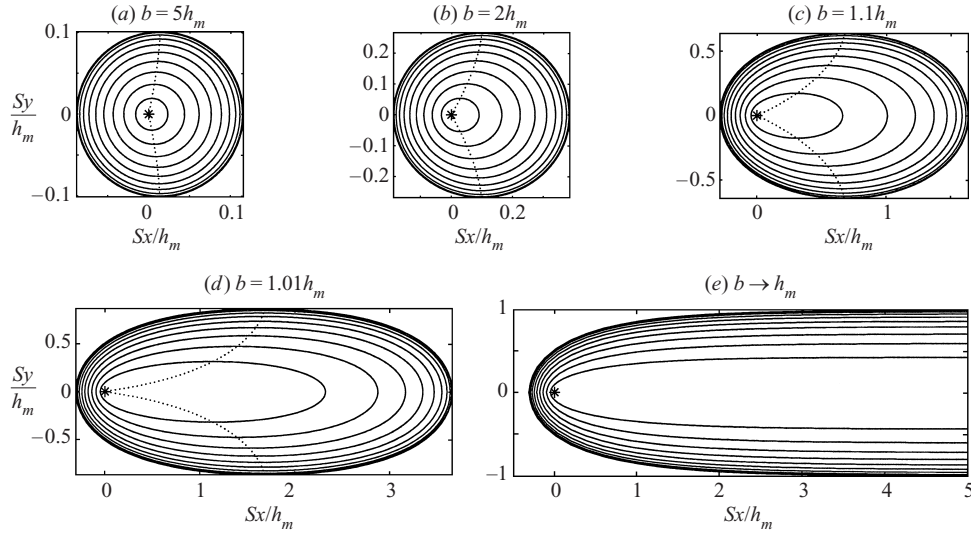 (a) b = 5h_m
(b) b = 2h_m
(c) b = 1.1h_m
0.1
0
−0.1
Sy/h_m
0
0.1
Sx/h_m
0.2
0.1
0
−0.1
−0.2
0
0.2
Sx/h_m
0.5
0
−0.5
0
1
Sx/h_m
(d) b = 1.01h_m
(e) b → h_m
Sy/h_m
0.5
0
−0.5
0
1
2
3
Sx/h_m
1
0
−1
0
1
2
3
4
5
Sx/h_m